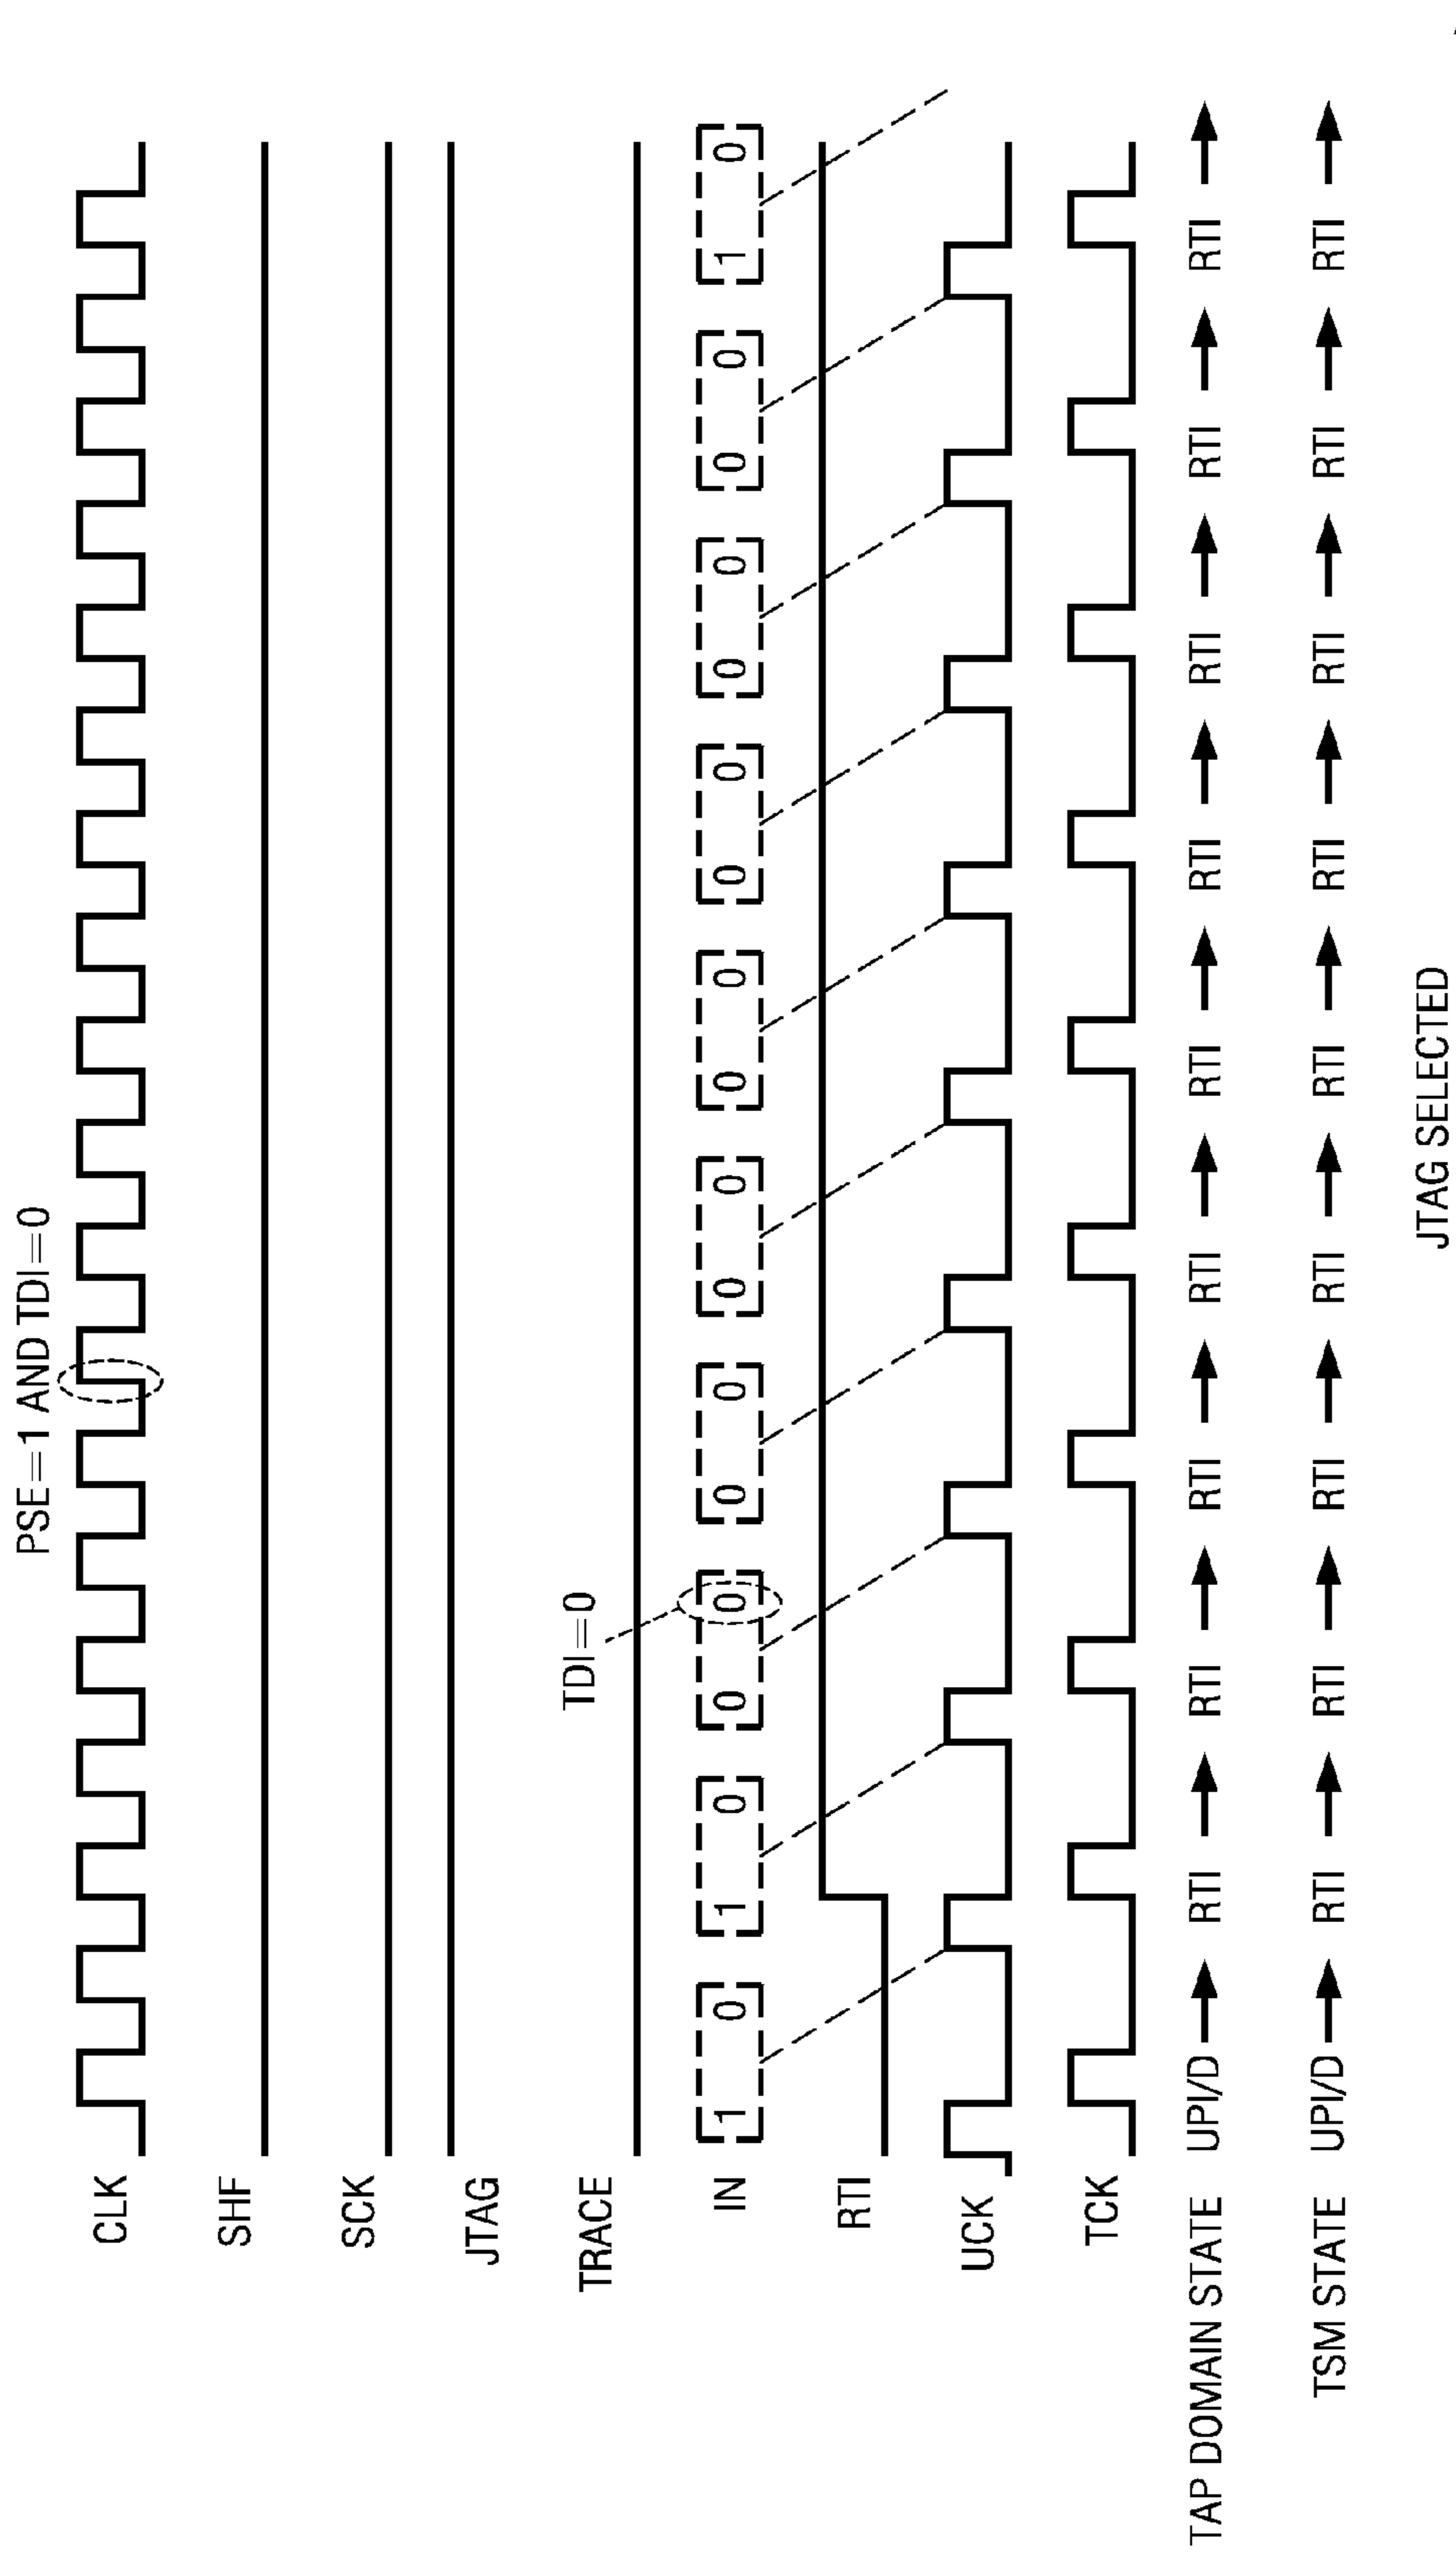 PSE=1 AND TDI=0
CLK
SHF
SCK
JTAG
TDI=0
TRACE
IN 1 0 1 0 0 0 0 0 0 0 0 0 0 0 0 0 0 0 1 0
RTI
UCK
TCK
TAP DOMAIN STATE UPI/D RTI RTI RTI RTI RTI RTI RTI RTI RTI
TSM STATE UPI/D RTI RTI RTI RTI RTI RTI RTI RTI RTI
JTAG SELECTED